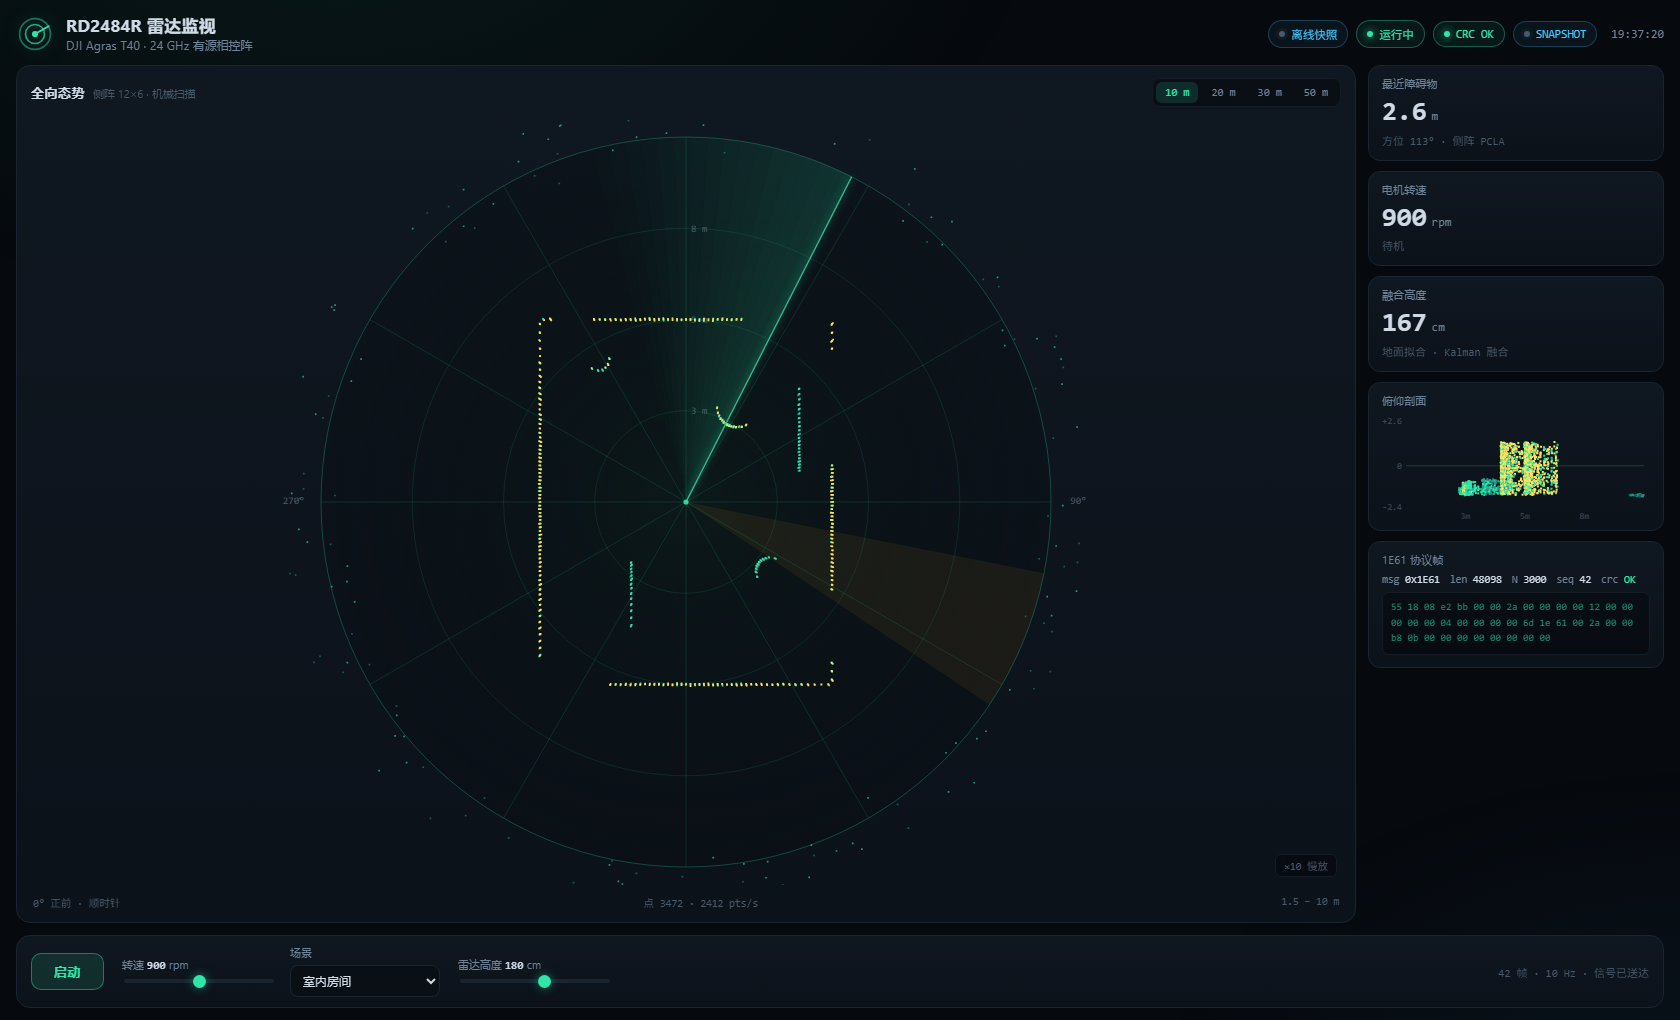 RD2484R 雷达监视
DJI Agras T40 · 24 GHz 有源相控阵
离线快照
运行中
CRC OK
SNAPSHOT
19:37:20
全向态势 侧阵 12×6 · 机械扫描
10 m 20 m 30 m 50 m
8 m
3 m
270°
90°
×10 慢放
0° 正前 · 顺时针
点 3472 · 2412 pts/s
1.5 – 10 m
最近障碍物
2.6 m
方位 113° · 侧阵 PCLA
电机转速
900 rpm
待机
融合高度
167 cm
地面拟合 · Kalman 融合
俯仰剖面
+2.6
0
-2.4
3m 5m 8m
1E61 协议帧
msg 0x1E61 len 48098 N 3000 seq 42 crc OK
55 18 08 e2 bb 00 00 2a 00 00 00 00 12 00 00
00 00 00 04 00 00 00 00 6d 1e 61 00 2a 00 00
b8 0b 00 00 00 00 00 00 00 00
启动
转速 900 rpm
场景
室内房间
雷达高度 180 cm
42 帧 · 10 Hz · 信号已送达